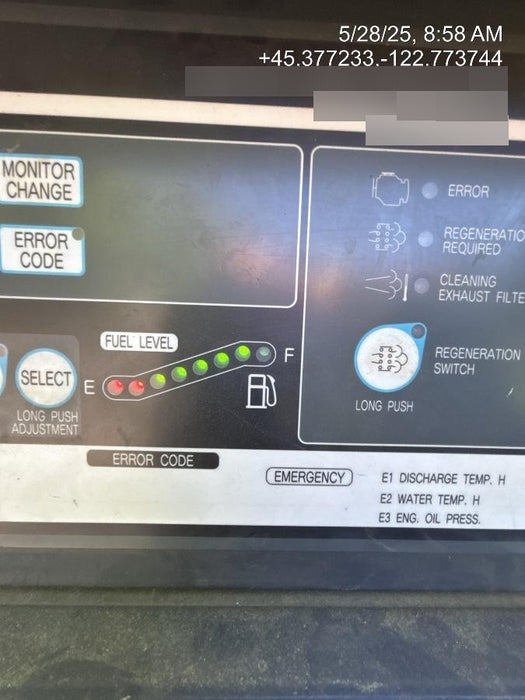 5/28/25, 8:58 AM
+45.377233,-122.773744
MONITOR
CHANGE
ERROR
CODE
ERROR
REGENERATIO
REQUIRED
CLEANING
EXHAUST FILTE
FUEL LEVEL
E
F
SELECT
LONG PUSH
ADJUSTMENT
REGENERATION
SWITCH
LONG PUSH
ERROR CODE
EMERGENCY
E1 DISCHARGE TEMP. H
E2 WATER TEMP. H
E3 ENG. OIL PRESS.